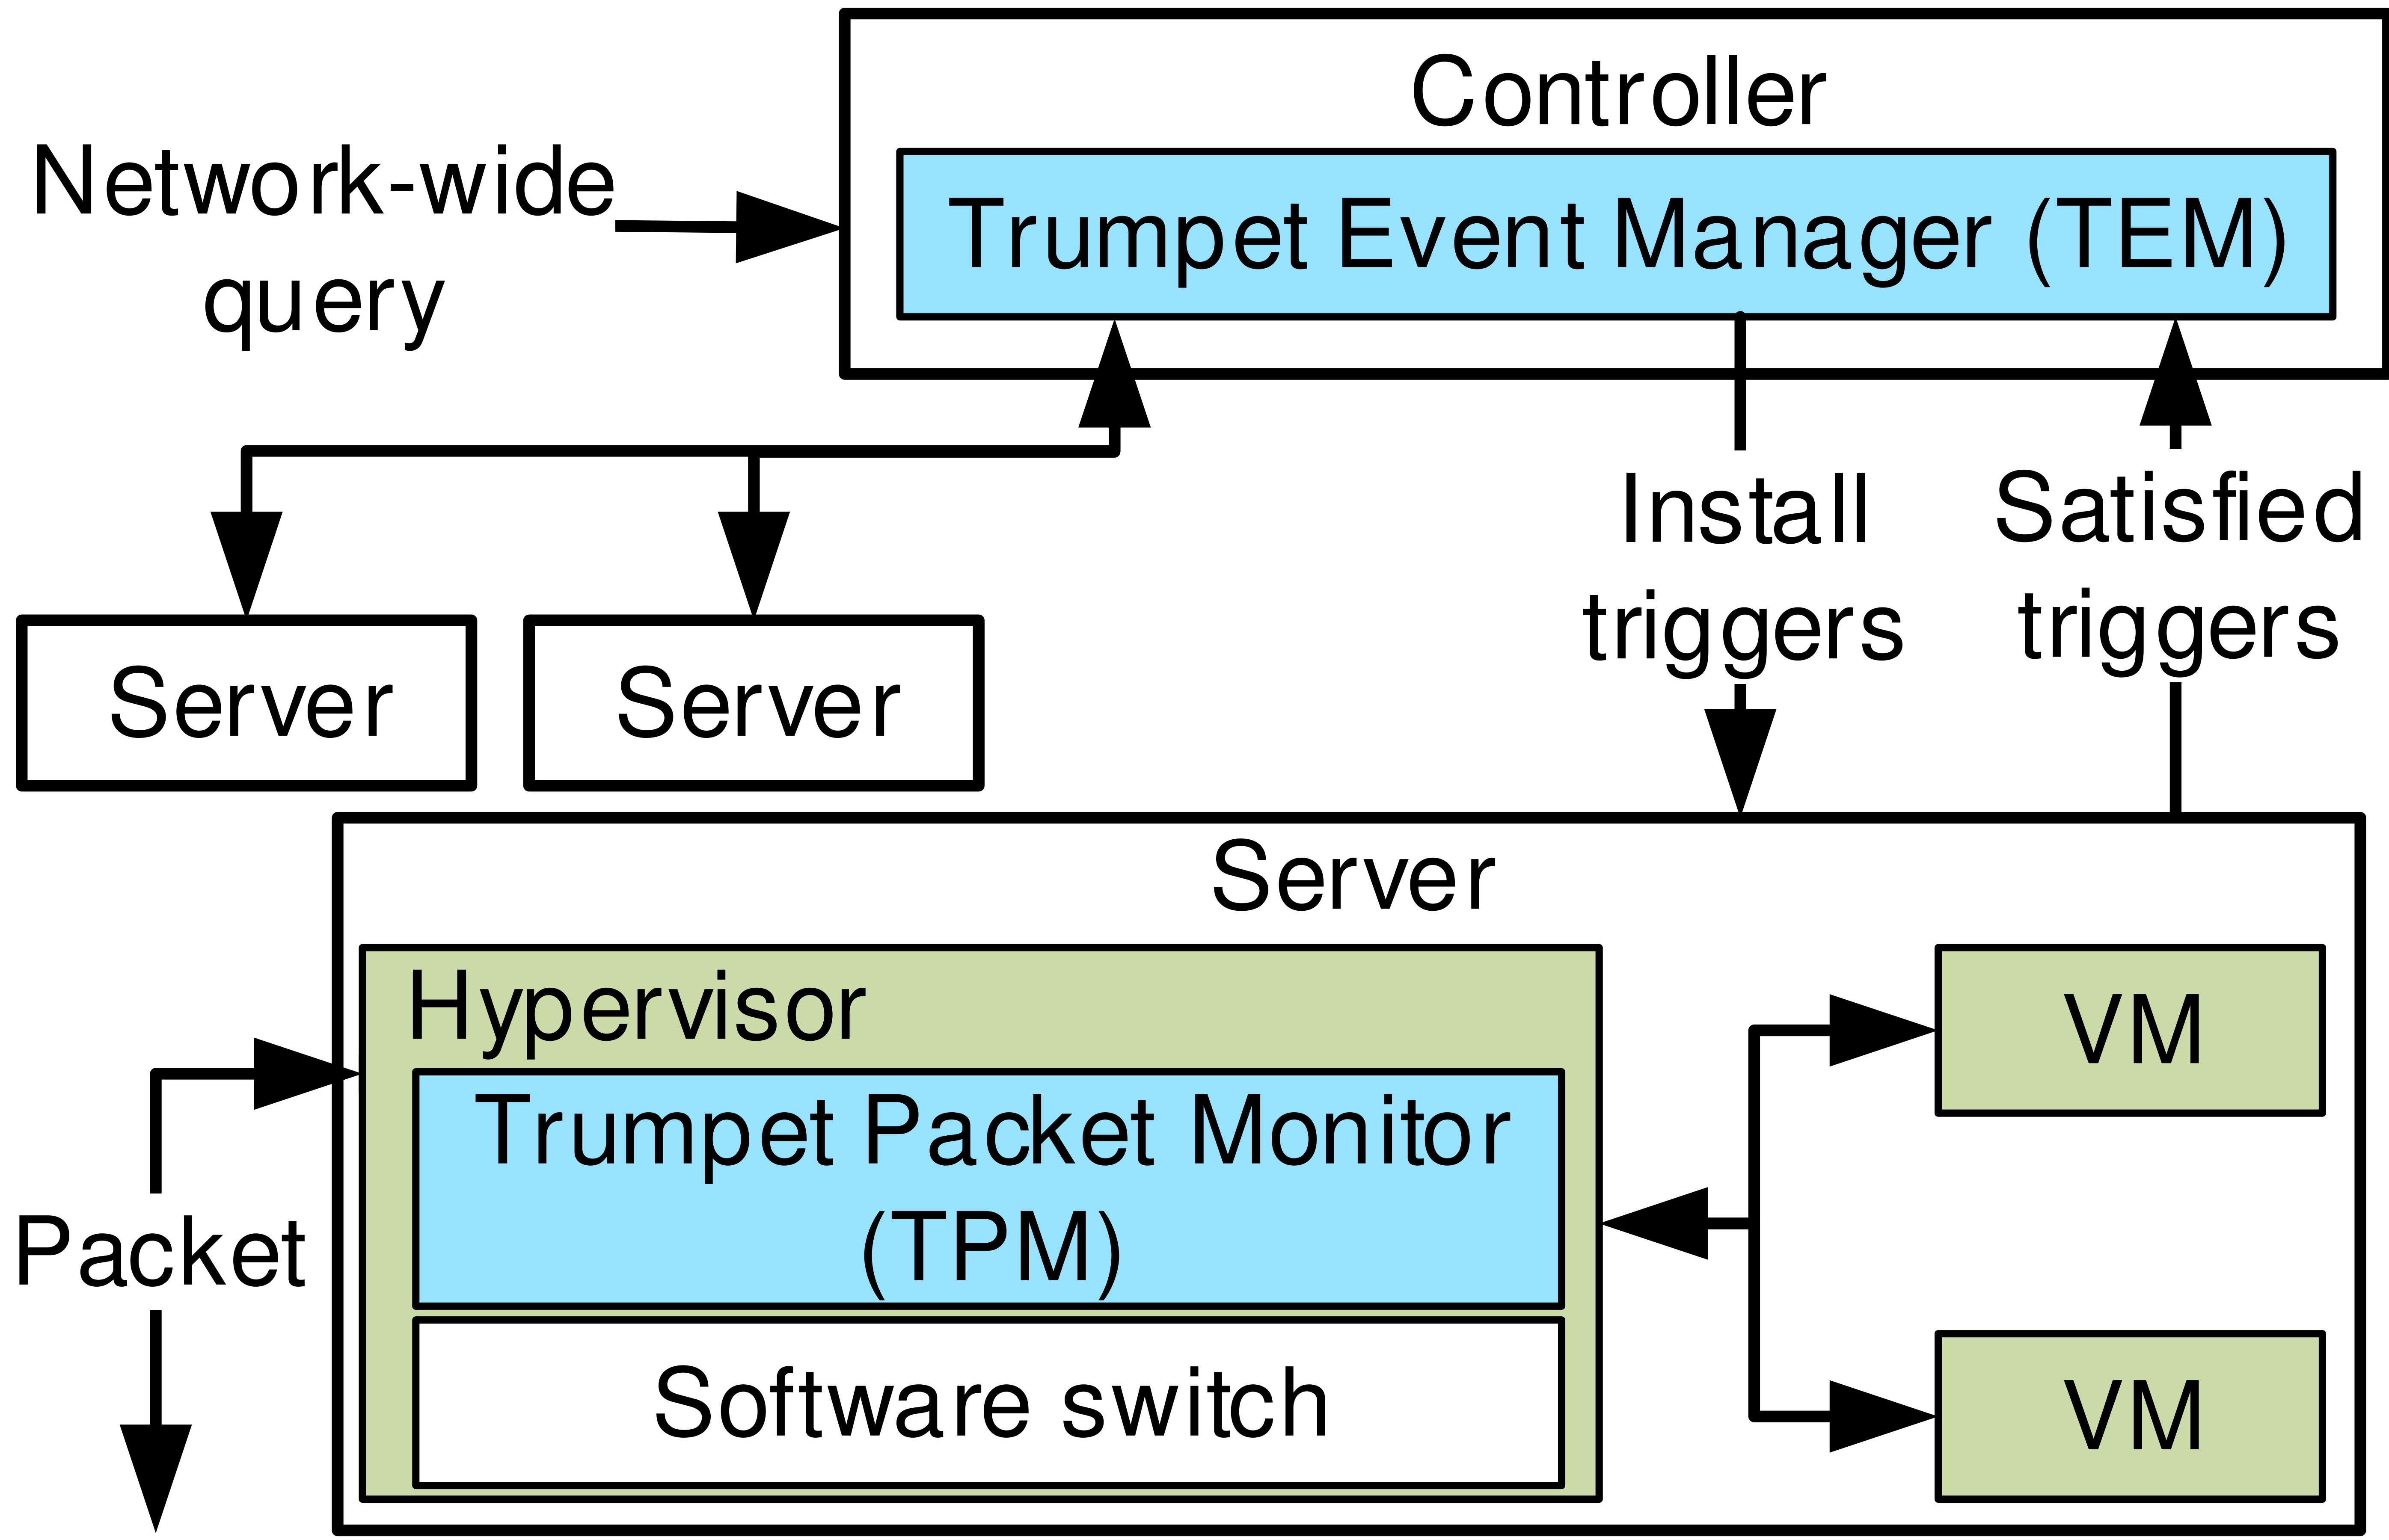 Controller
Network-wide
query
Trumpet Event Manager (TEM)
Install
triggers
Satisfied
triggers
Server
Server
Server
Hypervisor
Trumpet Packet Monitor
(TPM)
Software switch
VM
VM
Packet